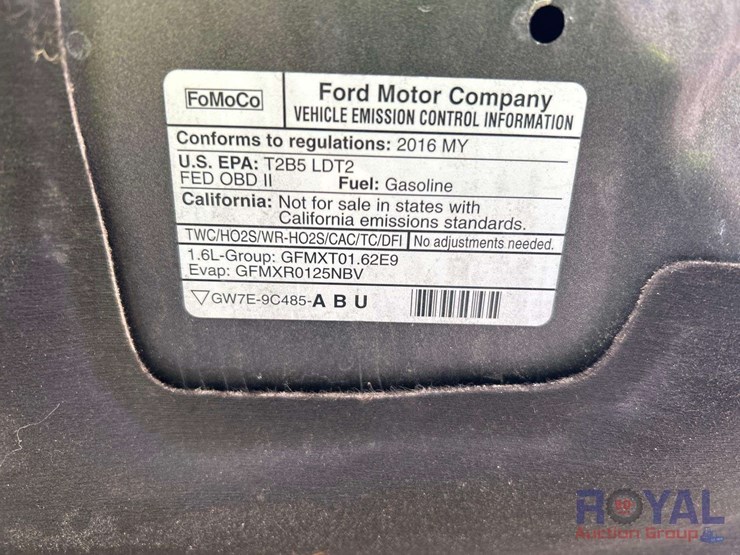 FoMoCo
Ford Motor Company
VEHICLE EMISSION CONTROL INFORMATION
Conforms to regulations: 2016 MY
U.S. EPA: T2B5 LDT2
FED OBD II Fuel: Gasoline
California: Not for sale in states with
California emissions standards.
TWC/HO2S/WR-HO2S/CAC/TC/DFI No adjustments needed.
1.6L-Group: GFMXT01.62E9
Evap: GFMXR0125NBV
GW7E-9C485-A B U
ROYAL
Auction Group